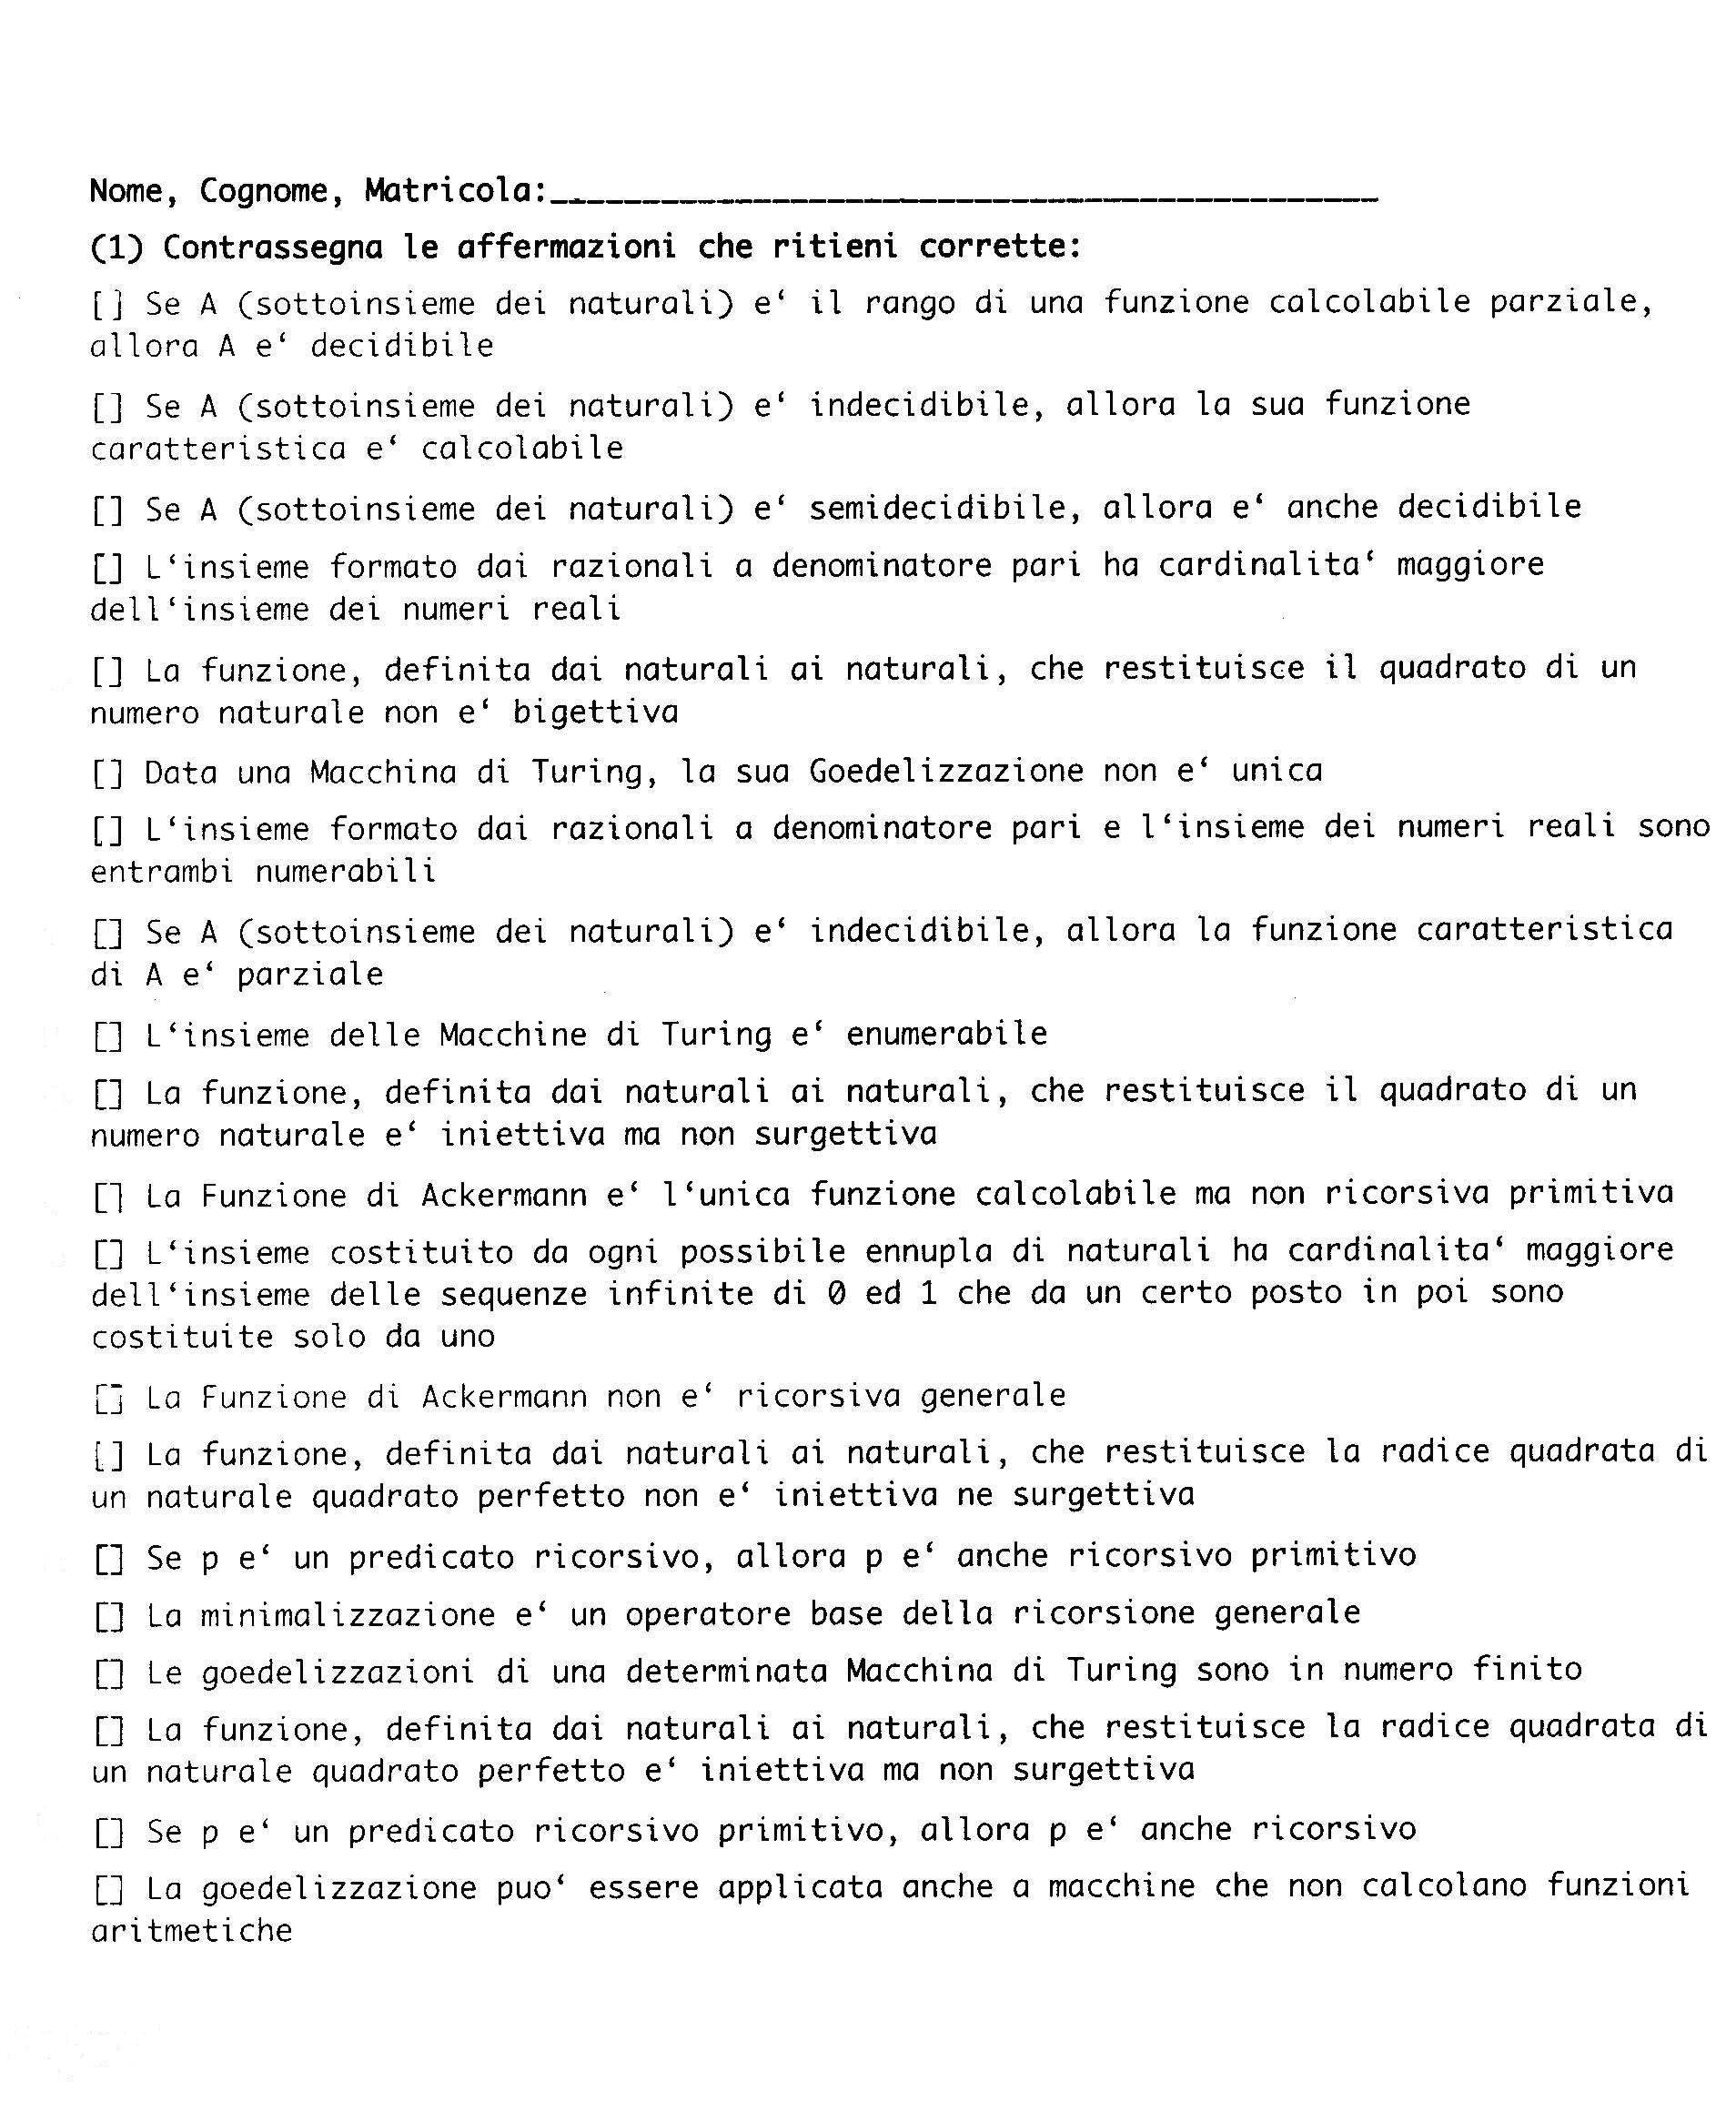 Nome, Cognome, Matricola:______________________________________________
(1) Contrassegna le affermazioni che ritieni corrette:
[] Se A (sottoinsieme dei naturali) e‘ il rango di una funzione calcolabile parziale,
allora A e‘ decidibile
[] Se A (sottoinsieme dei naturali) e‘ indecidibile, allora la sua funzione
caratteristica e‘ calcolabile
[] Se A (sottoinsieme dei naturali) e‘ semidecidibile, allora e‘ anche decidibile
[] L‘insieme formato dai razionali a denominatore pari ha cardinalita‘ maggiore
dell‘insieme dei numeri reali
[] La funzione, definita dai naturali ai naturali, che restituisce il quadrato di un
numero naturale non e‘ bigettiva
[] Data una Macchina di Turing, la sua Goedelizzazione non e‘ unica
[] L‘insieme formato dai razionali a denominatore pari e l‘insieme dei numeri reali sono
entrambi numerabili
[] Se A (sottoinsieme dei naturali) e‘ indecidibile, allora la funzione caratteristica
di A e‘ parziale
[] L‘insieme delle Macchine di Turing e‘ enumerabile
[] La funzione, definita dai naturali ai naturali, che restituisce il quadrato di un
numero naturale e‘ iniettiva ma non surgettiva
[] La Funzione di Ackermann e‘ l‘unica funzione calcolabile ma non ricorsiva primitiva
[] L‘insieme costituito da ogni possibile ennupla di naturali ha cardinalita‘ maggiore
dell‘insieme delle sequenze infinite di 0 ed 1 che da un certo posto in poi sono
costituite solo da uno
[] La Funzione di Ackermann non e‘ ricorsiva generale
[] La funzione, definita dai naturali ai naturali, che restituisce la radice quadrata di
un naturale quadrato perfetto non e‘ iniettiva ne surgettiva
[] Se p e‘ un predicato ricorsivo, allora p e‘ anche ricorsivo primitivo
[] La minimalizzazione e‘ un operatore base della ricorsione generale
[] Le goedelizzazioni di una determinata Macchina di Turing sono in numero finito
[] La funzione, definita dai naturali ai naturali, che restituisce la radice quadrata di
un naturale quadrato perfetto e‘ iniettiva ma non surgettiva
[] Se p e‘ un predicato ricorsivo primitivo, allora p e‘ anche ricorsivo
[] La goedelizzazione puo‘ essere applicata anche a macchine che non calcolano funzioni
aritmetiche